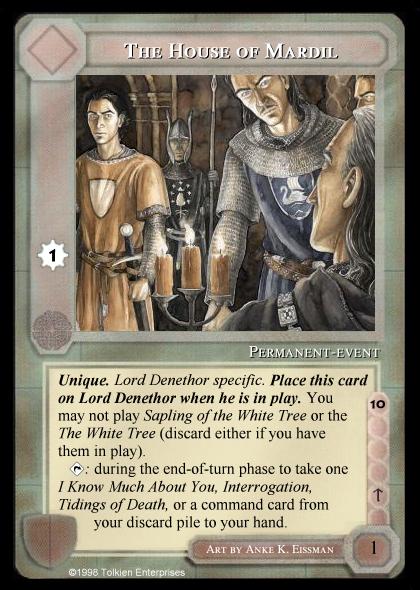 THE HOUSE OF MARDIL
1
PERMANENT-EVENT
Unique. Lord Denethor specific. Place this card
on Lord Denethor when he is in play. You
may not play Sapling of the White Tree or the
The White Tree (discard either if you have
them in play).
: during the end-of-turn phase to take one
I Know Much About You, Interrogation,
Tidings of Death, or a command card from
your discard pile to your hand.
10
ART BY ANKE K. EISSMAN
1
©1998 Tolkien Enterprises